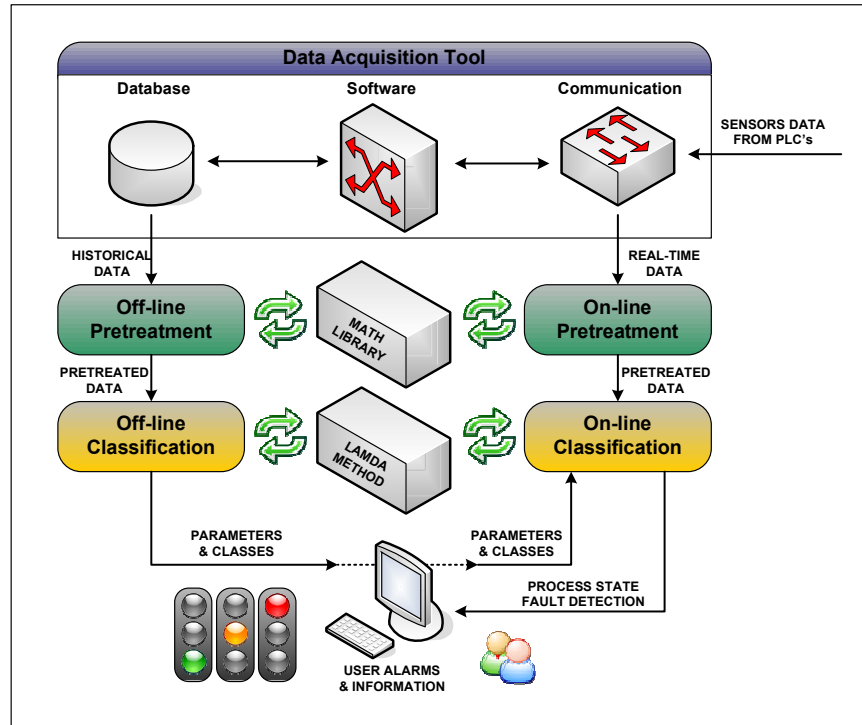 Data Acquisition Tool
Database
Software
Communication
SENSORS DATA
FROM PLC's
HISTORICAL
DATA
REAL-TIME
DATA
Off-line
Pretreatment
MATH
LIBRARY
On-line
Pretreatment
PRETREATED
DATA
PRETREATED
DATA
Off-line
Classification
LAMDA
METHOD
On-line
Classification
PARAMETERS
& CLASSES
PARAMETERS
& CLASSES
PROCESS STATE
FAULT DETECTION
USER ALARMS
& INFORMATION